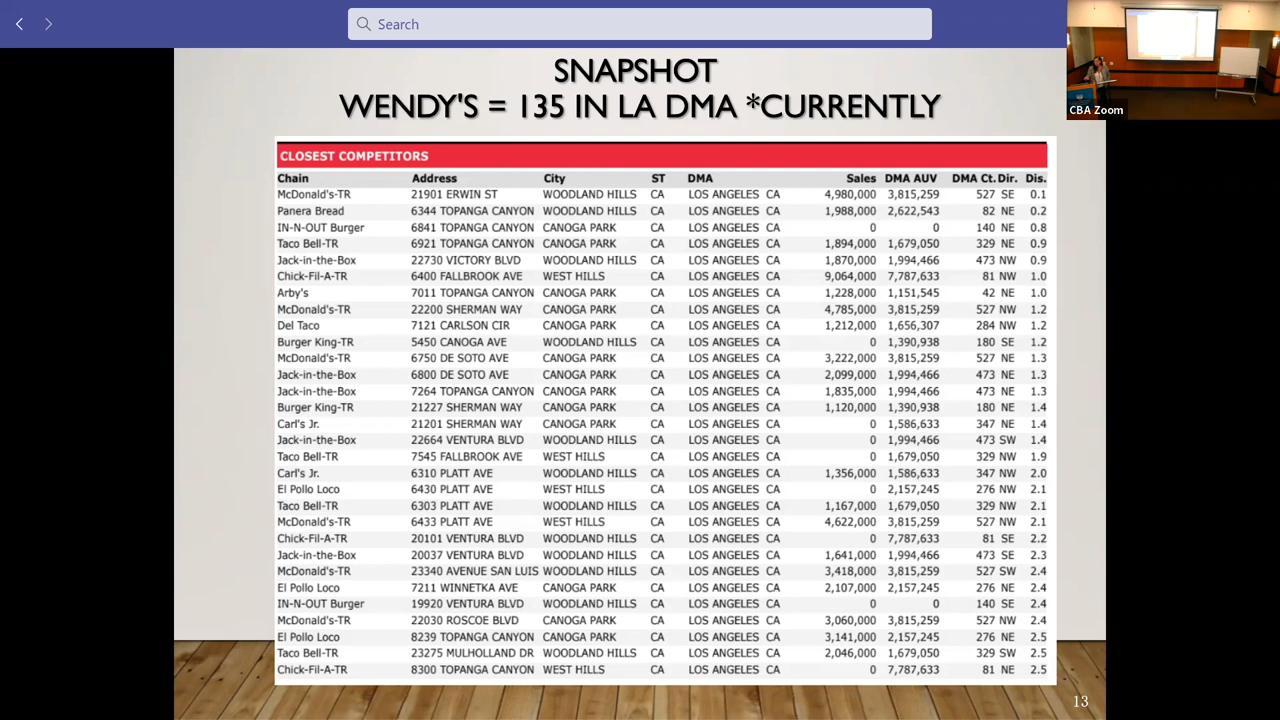 Search
CBA Zoom
SNAPSHOT
WENDY'S = 135 IN LA DMA *CURRENTLY
CLOSEST COMPETITORS
Chain Address City ST DMA Sales DMA AUV DMA Ct. Dir. Dis.
McDonald's-TR 21901 ERWIN ST WOODLAND HILLS CA LOS ANGELES CA 4,980,000 3,815,259 527 SE 0.1
Panera Bread 6344 TOPANGA CANYON WOODLAND HILLS CA LOS ANGELES CA 1,988,000 2,622,543 82 NE 0.2
IN-N-OUT Burger 6841 TOPANGA CANYON CANOGA PARK CA LOS ANGELES CA 0 0 140 NE 0.8
Taco Bell-TR 6921 TOPANGA CANYON CANOGA PARK CA LOS ANGELES CA 1,894,000 1,679,050 329 NE 0.9
Jack-in-the-Box 22730 VICTORY BLVD WOODLAND HILLS CA LOS ANGELES CA 1,870,000 1,994,466 473 NW 0.9
Chick-Fil-A-TR 6400 FALLBROOK AVE WEST HILLS CA LOS ANGELES CA 9,064,000 7,787,633 81 NW 1.0
Arby's 7011 TOPANGA CANYON CANOGA PARK CA LOS ANGELES CA 1,228,000 1,151,545 42 NE 1.0
McDonald's-TR 22200 SHERMAN WAY CANOGA PARK CA LOS ANGELES CA 4,785,000 3,815,259 527 NW 1.2
Del Taco 7121 CARLSON CIR CANOGA PARK CA LOS ANGELES CA 1,212,000 1,656,307 284 NW 1.2
Burger King-TR 5450 CANOGA AVE WOODLAND HILLS CA LOS ANGELES CA 0 1,390,938 180 SE 1.2
McDonald's-TR 6750 DE SOTO AVE CANOGA PARK CA LOS ANGELES CA 3,222,000 3,815,259 527 NE 1.3
Jack-in-the-Box 6800 DE SOTO AVE CANOGA PARK CA LOS ANGELES CA 2,099,000 1,994,466 473 NE 1.3
Jack-in-the-Box 7264 TOPANGA CANYON CANOGA PARK CA LOS ANGELES CA 1,835,000 1,994,466 473 NE 1.3
Burger King-TR 21227 SHERMAN WAY CANOGA PARK CA LOS ANGELES CA 1,120,000 1,390,938 180 NE 1.4
Carl's Jr. 21201 SHERMAN WAY CANOGA PARK CA LOS ANGELES CA 0 1,586,633 347 NE 1.4
Jack-in-the-Box 22664 VENTURA BLVD WOODLAND HILLS CA LOS ANGELES CA 0 1,994,466 473 SW 1.4
Taco Bell-TR 7545 FALLBROOK AVE WEST HILLS CA LOS ANGELES CA 0 1,679,050 329 NW 1.9
Carl's Jr. 6310 PLATT AVE WOODLAND HILLS CA LOS ANGELES CA 1,356,000 1,586,633 347 NW 2.0
El Pollo Loco 6430 PLATT AVE WEST HILLS CA LOS ANGELES CA 0 2,157,245 276 NW 2.1
Taco Bell-TR 6303 PLATT AVE WOODLAND HILLS CA LOS ANGELES CA 1,167,000 1,679,050 329 NW 2.1
McDonald's-TR 6433 PLATT AVE WEST HILLS CA LOS ANGELES CA 4,622,000 3,815,259 527 NW 2.1
Chick-Fil-A-TR 20101 VENTURA BLVD WOODLAND HILLS CA LOS ANGELES CA 0 7,787,633 81 SE 2.2
Jack-in-the-Box 20037 VENTURA BLVD WOODLAND HILLS CA LOS ANGELES CA 1,641,000 1,994,466 473 SE 2.3
McDonald's-TR 23340 AVENUE SAN LUIS WOODLAND HILLS CA LOS ANGELES CA 3,418,000 3,815,259 527 SW 2.4
El Pollo Loco 7211 WINNETKA AVE CANOGA PARK CA LOS ANGELES CA 2,107,000 2,157,245 276 NE 2.4
IN-N-OUT Burger 19920 VENTURA BLVD WOODLAND HILLS CA LOS ANGELES CA 0 0 140 SE 2.4
McDonald's-TR 22030 ROSCOE BLVD CANOGA PARK CA LOS ANGELES CA 3,060,000 3,815,259 527 NW 2.4
El Pollo Loco 8239 TOPANGA CANYON CANOGA PARK CA LOS ANGELES CA 3,141,000 2,157,245 276 NE 2.5
Taco Bell-TR 23275 MULHOLLAND DR WOODLAND HILLS CA LOS ANGELES CA 2,046,000 1,679,050 329 SW 2.5
Chick-Fil-A-TR 8300 TOPANGA CANYON WEST HILLS CA LOS ANGELES CA 0 7,787,633 81 NE 2.5
13